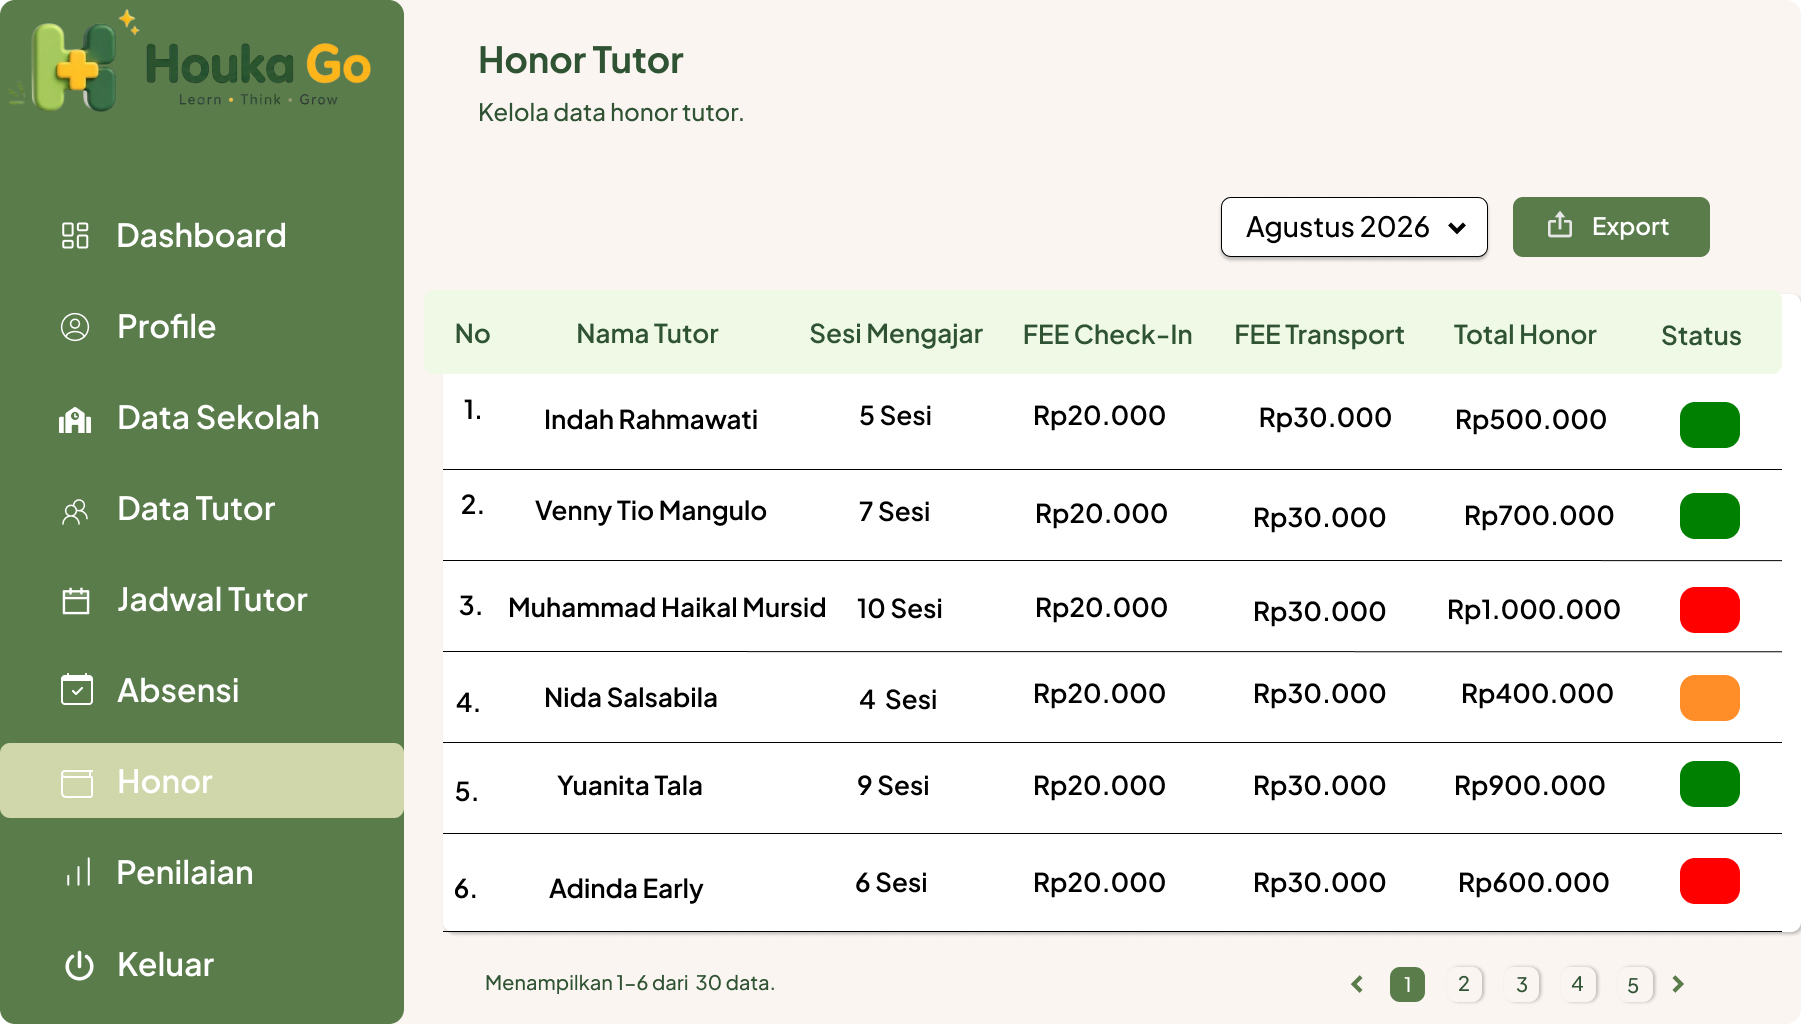 Houka Go
Learn • Think • Grow
Dashboard
Profile
Data Sekolah
Data Tutor
Jadwal Tutor
Absensi
Honor
Penilaian
Keluar
Honor Tutor
Kelola data honor tutor.
Agustus 2026
Export
No Nama Tutor Sesi Mengajar FEE Check-In FEE Transport Total Honor Status
1. Indah Rahmawati 5 Sesi Rp20.000 Rp30.000 Rp500.000
2. Venny Tio Mangulo 7 Sesi Rp20.000 Rp30.000 Rp700.000
3. Muhammad Haikal Mursid 10 Sesi Rp20.000 Rp30.000 Rp1.000.000
4. Nida Salsabila 4 Sesi Rp20.000 Rp30.000 Rp400.000
5. Yuanita Tala 9 Sesi Rp20.000 Rp30.000 Rp900.000
6. Adinda Early 6 Sesi Rp20.000 Rp30.000 Rp600.000
Menampilkan 1-6 dari 30 data.
1 2 3 4 5